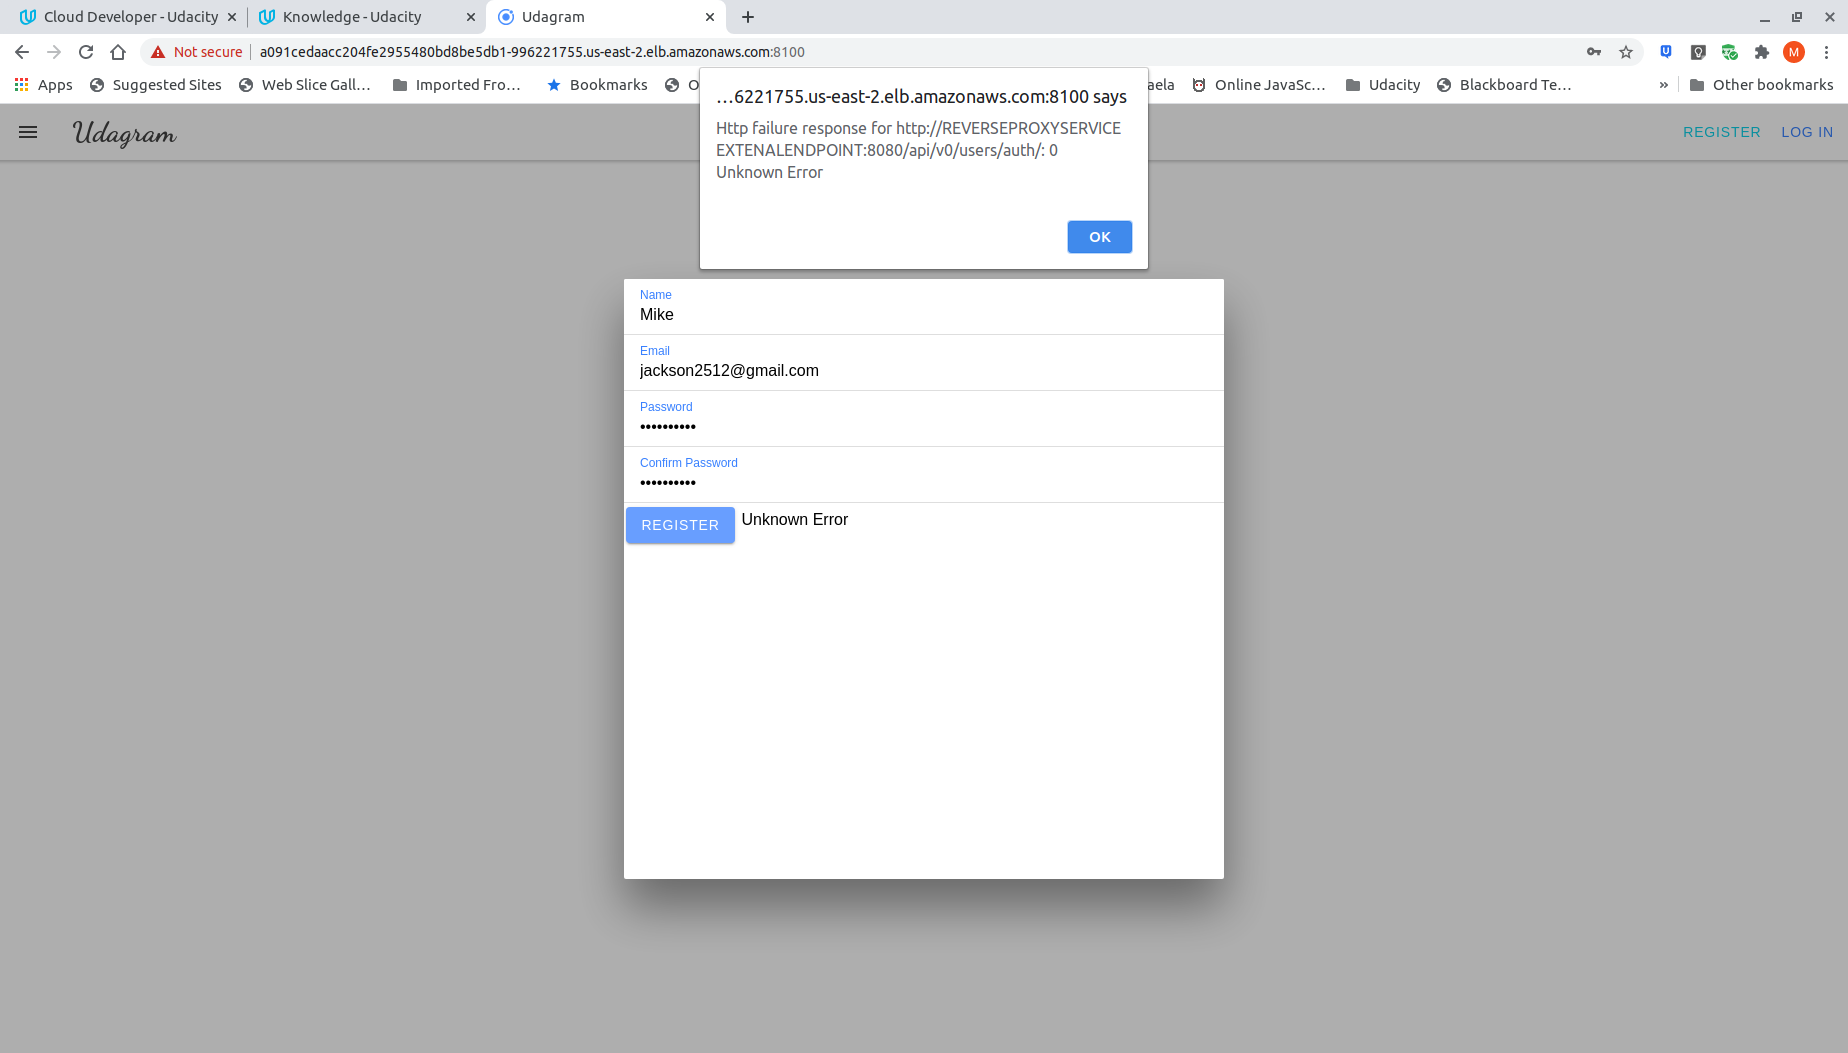 Cloud Developer - Udacity
Knowledge - Udacity
Udagram
Not secure
a091cedaacc204fe2955480bd8be5db1-996221755.us-east-2.elb.amazonaws.com:8100
M
Apps
Suggested Sites
Web Slice Gall...
Imported Fro...
Bookmarks
O
aela
Online JavaSc...
Udacity
Blackboard Te...
»
Other bookmarks
...6221755.us-east-2.elb.amazonaws.com:8100 says
Http failure response for http://REVERSEPROXYSERVICE
EXTENALENDPOINT:8080/api/v0/users/auth/: 0
Unknown Error
OK
Udagram
REGISTER
LOG IN
Name
Mike
Email
jackson2512@gmail.com
Password
••••••••••
Confirm Password
••••••••••
REGISTER
Unknown Error